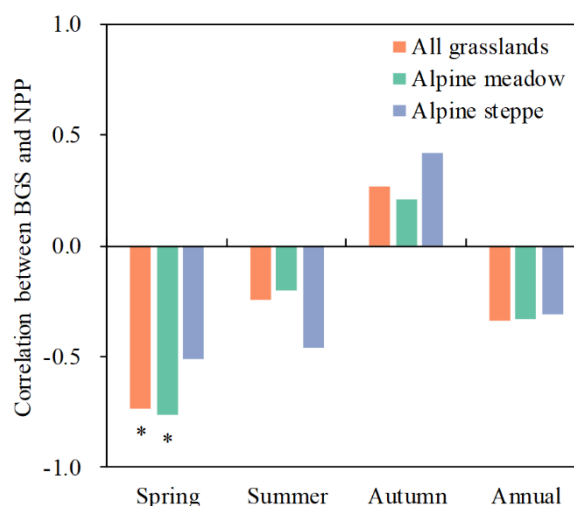 Correlation between BGS and NPP
1.0
0.5
0.0
-0.5
-1.0
All grasslands
Alpine meadow
Alpine steppe
* *
Spring Summer Autumn Annual